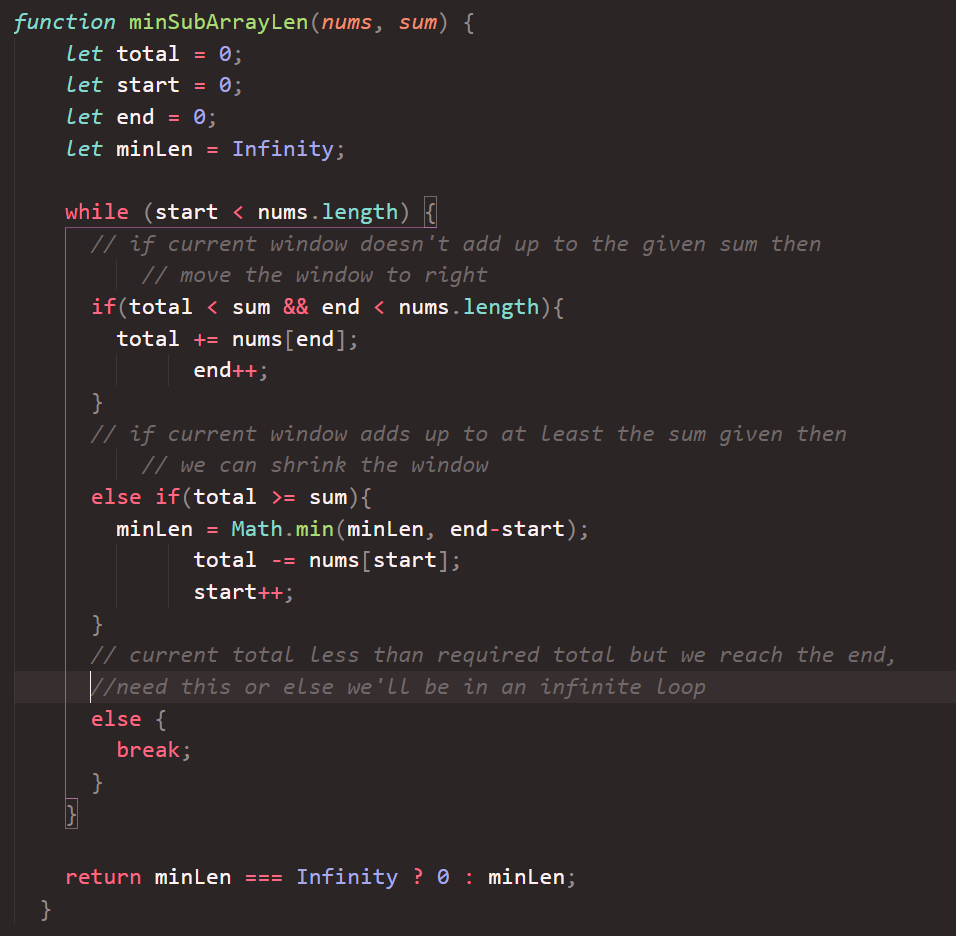 function minSubArrayLen(nums, sum) {
let total = 0;
let start = 0;
let end = 0;
let minLen = Infinity;
while (start < nums.length) {
// if current window doesn't add up to the given sum then
// move the window to right
if(total < sum && end < nums.length){
total += nums[end];
end++;
}
// if current window adds up to at least the sum given then
// we can shrink the window
else if(total >= sum){
minLen = Math.min(minLen, end-start);
total -= nums[start];
start++;
}
// current total less than required total but we reach the end,
//need this or else we'll be in an infinite loop
else {
break;
}
}
return minLen === Infinity ? 0 : minLen;
}